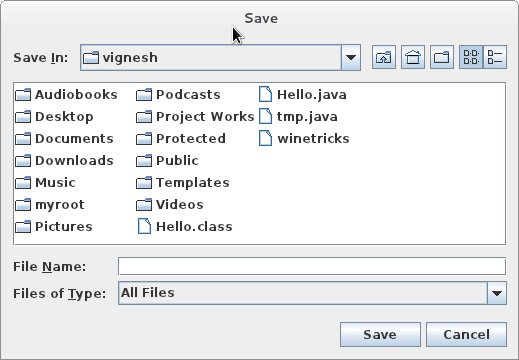 Save
Save In: vignesh
Audiobooks Podcasts Hello.java
Desktop Project Works tmp.java
Documents Protected winetricks
Downloads Public
Music Templates
myroot Videos
Pictures Hello.class
File Name:
Files of Type: All Files
Save Cancel